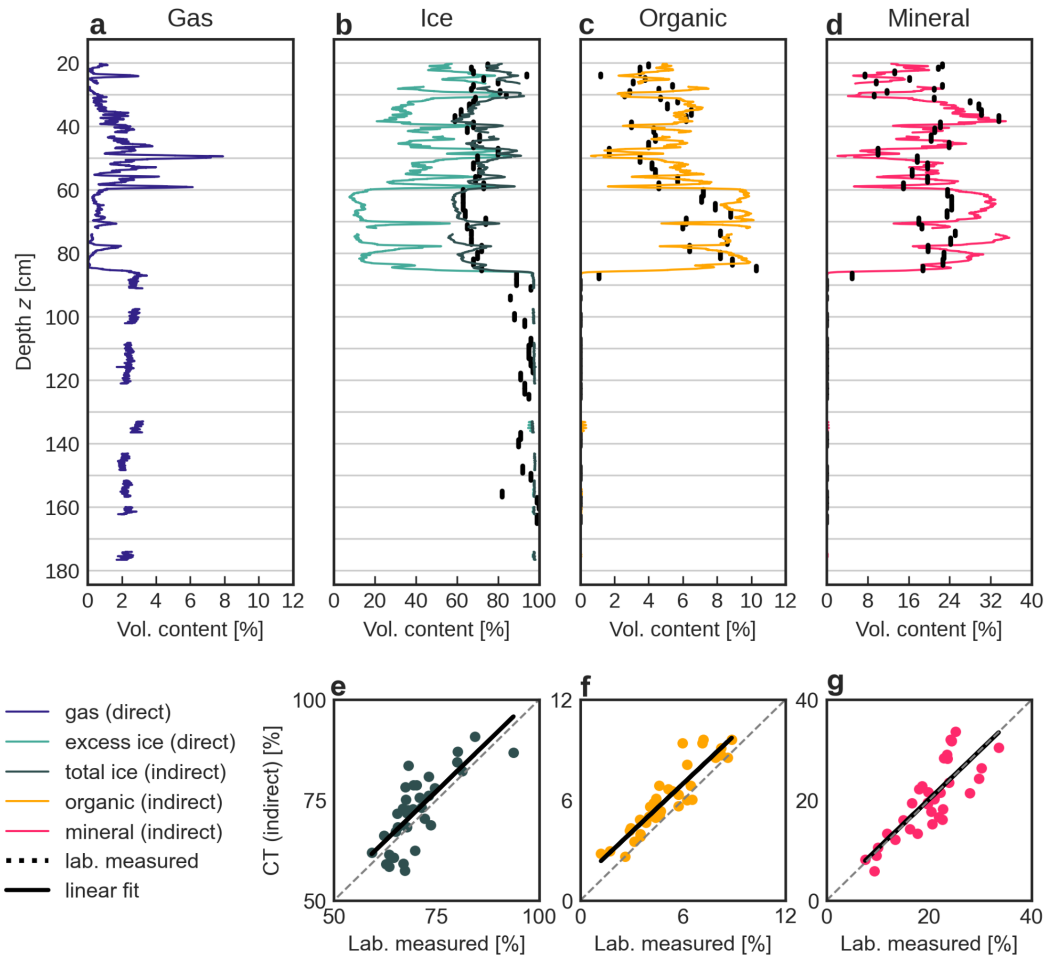 a Gas b Ice c Organic d Mineral
20
40
60
80
100
120
140
160
180
Depth z [cm]
0 2 4 6 8 10 12 0 20 40 60 80 100 0 2 4 6 8 10 12 0 8 16 24 32 40
Vol. content [%] Vol. content [%] Vol. content [%] Vol. content [%]
gas (direct)
excess ice (direct)
total ice (indirect)
organic (indirect)
mineral (indirect)
lab. measured
linear fit
e f g
100 12 40
75 6 20
50 0 0
CT (indirect) [%]
50 75 100 0 6 12 0 20 40
Lab. measured [%] Lab. measured [%] Lab. measured [%]